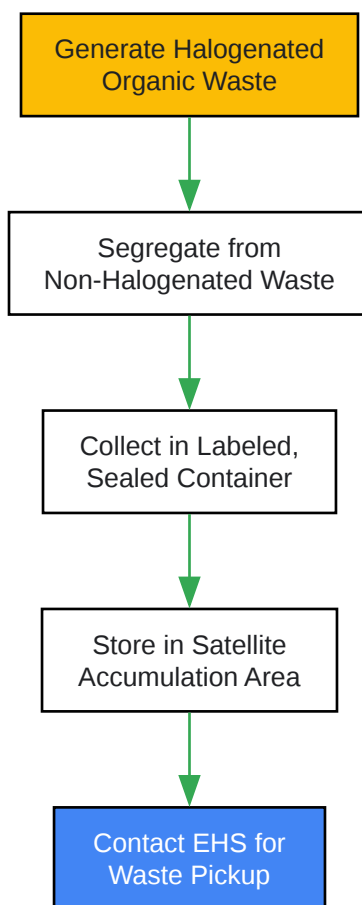 Generate Halogenated
Organic Waste
Segregate from
Non-Halogenated Waste
Collect in Labeled,
Sealed Container
Store in Satellite
Accumulation Area
Contact EHS for
Waste Pickup